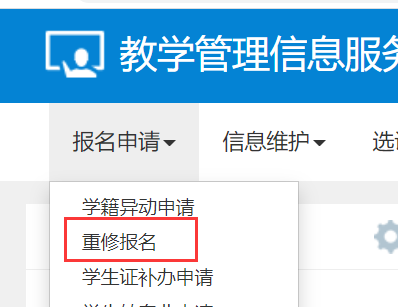 教学管理信息服
报名申请 信息维护 选
学籍异动申请
重修报名
学生证补办申请